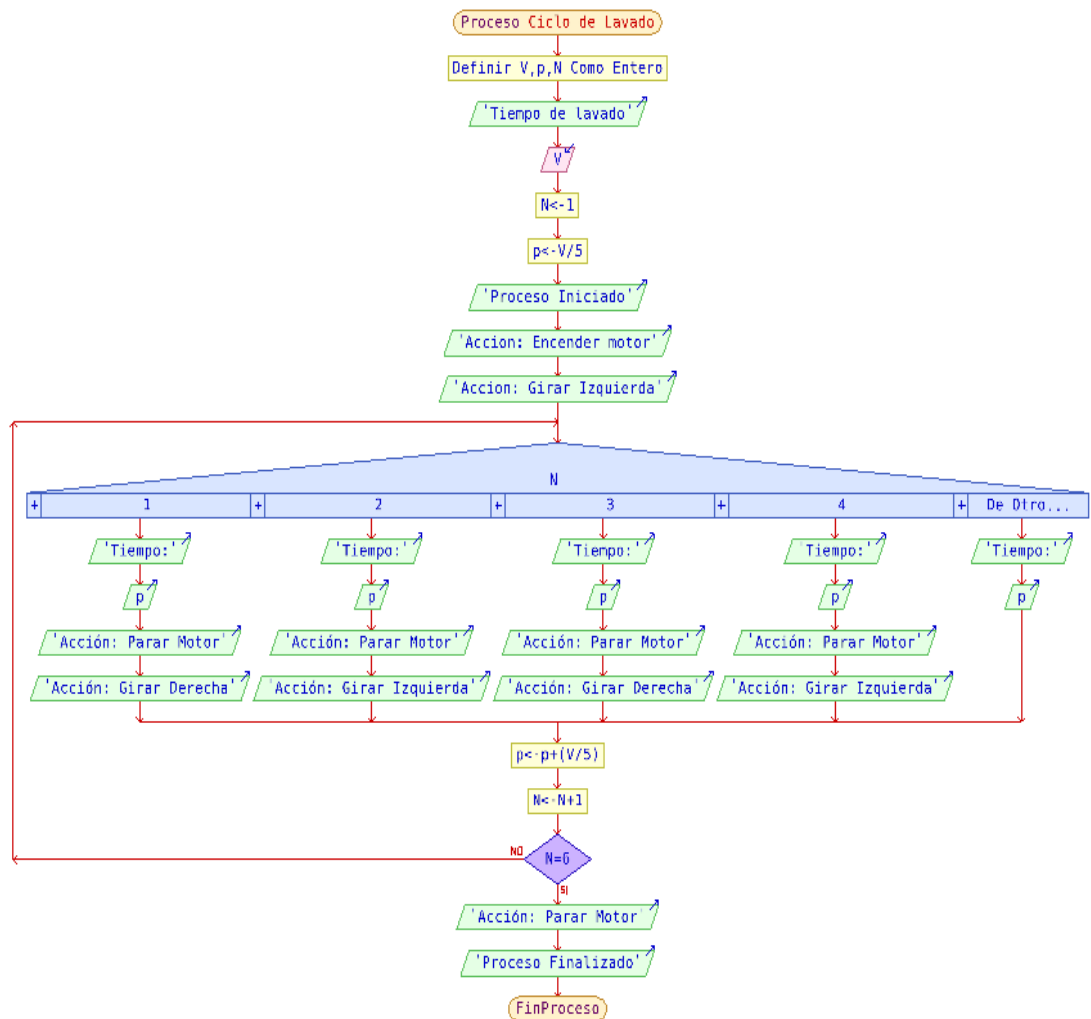 Proceso Ciclo de Lavado
Definir V,p,N Como Entero
'Tiempo de lavado'
V
N<-1
p<-V/5
'Proceso Iniciado'
'Accion: Encender motor'
'Accion: Girar Izquierda'
N
+ 1 + 2 + 3 + 4 + De Otro...
'Tiempo:' 'Tiempo:' 'Tiempo:' 'Tiempo:' 'Tiempo:'
p p p p p
'Acción: Parar Motor' 'Acción: Parar Motor' 'Acción: Parar Motor' 'Acción: Parar Motor'
'Acción: Girar Derecha' 'Acción: Girar Izquierda' 'Acción: Girar Derecha' 'Acción: Girar Izquierda'
p<-p+(V/5)
N<-N+1
NO N=6
SI
'Acción: Parar Motor'
'Proceso Finalizado'
FinProceso